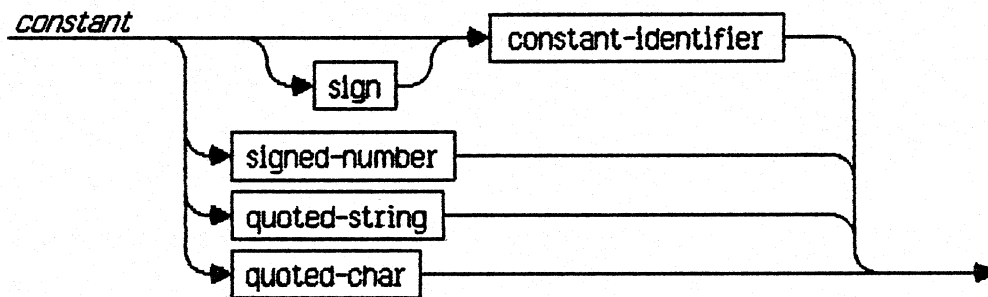 constant
constant-identifier
sign
signed-number
quoted-string
quoted-char